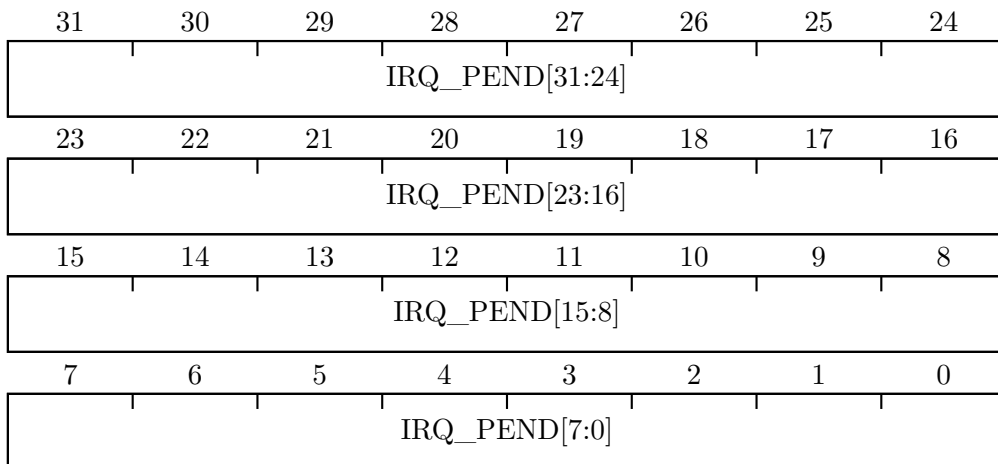 31 30 29 28 27 26 25 24
IRQ_PEND[31:24]
23 22 21 20 19 18 17 16
IRQ_PEND[23:16]
15 14 13 12 11 10 9 8
IRQ_PEND[15:8]
7 6 5 4 3 2 1 0
IRQ_PEND[7:0]